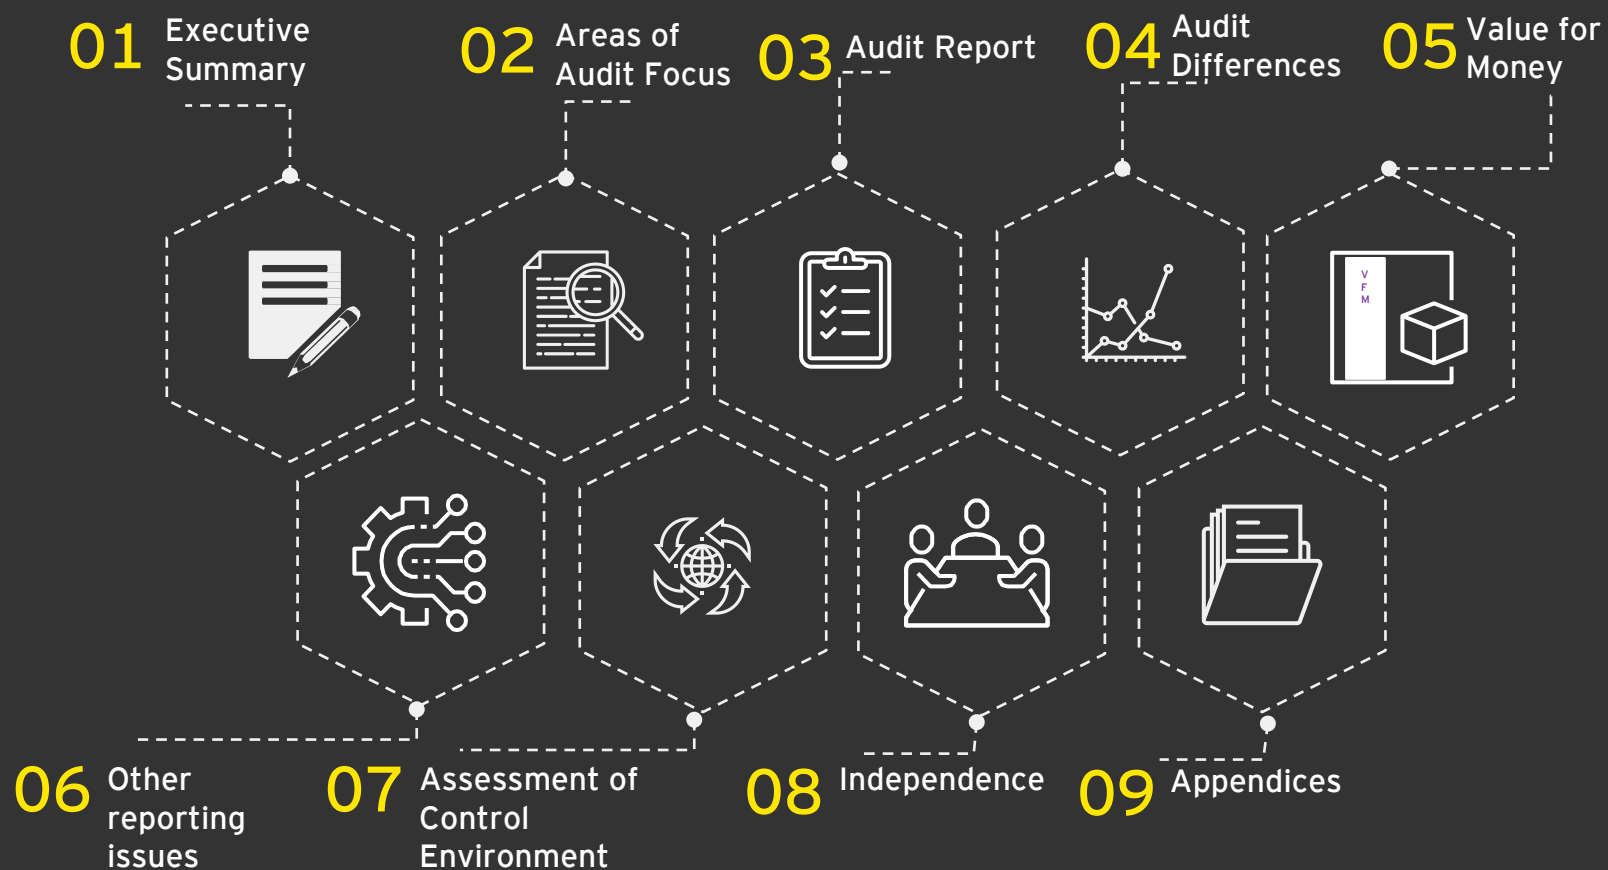 01 Executive
Summary
02 Areas of
Audit Focus
03 Audit Report
04 Audit
Differences
05 Value for
Money
V
F
M
06 Other
reporting
issues
07 Assessment of
Control
Environment
08 Independence
09 Appendices